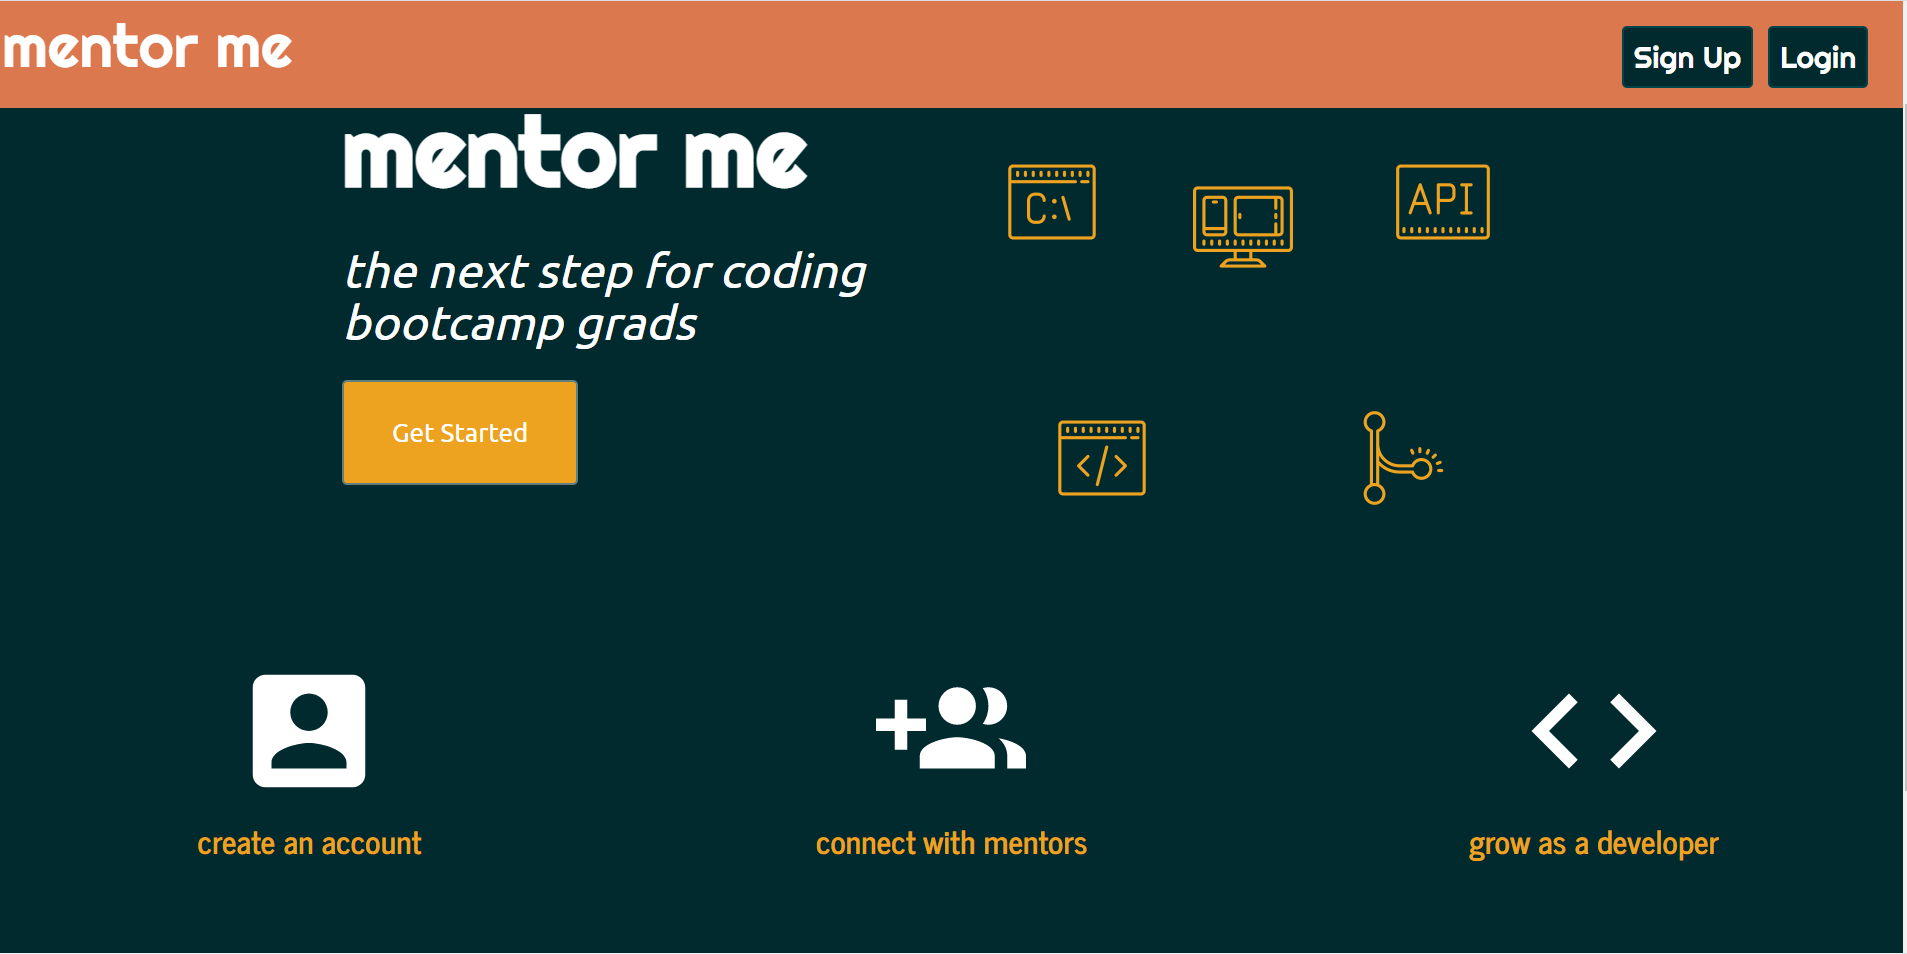 mentor me
Sign Up
Login
mentor me
the next step for coding
bootcamp grads
Get Started
C:\
API
</>
create an account
connect with mentors
grow as a developer